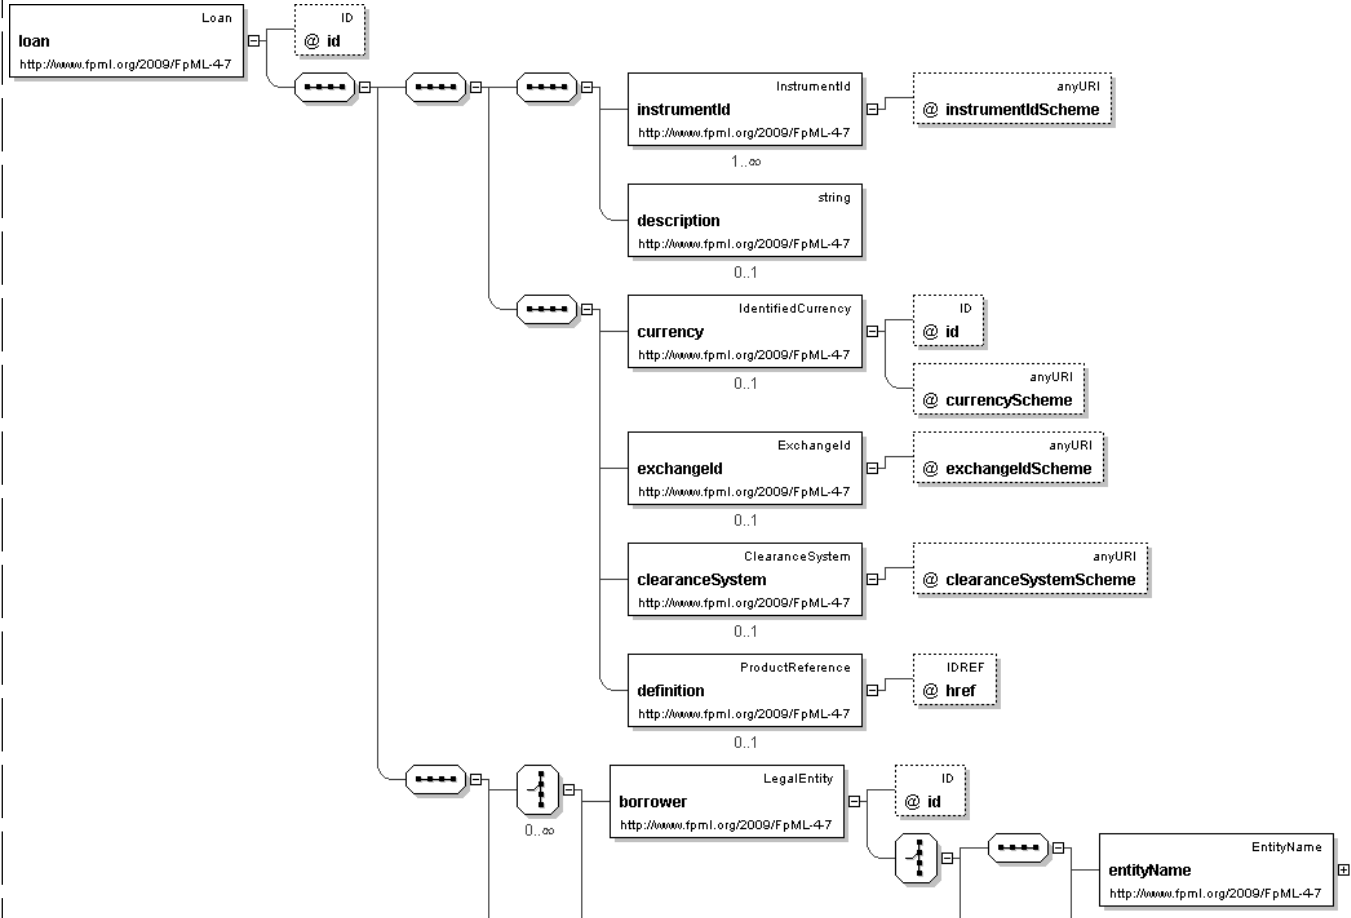 Loan
loan
http://www.fpml.org/2009/FpML-4-7
ID
@ id
InstrumentId
instrumentId
http://www.fpml.org/2009/FpML-4-7
1..∞
anyURI
@ instrumentIdScheme
string
description
http://www.fpml.org/2009/FpML-4-7
0..1
IdentifiedCurrency
currency
http://www.fpml.org/2009/FpML-4-7
0..1
ID
@ id
anyURI
@ currencyScheme
ExchangeId
exchangeId
http://www.fpml.org/2009/FpML-4-7
0..1
anyURI
@ exchangeIdScheme
ClearanceSystem
clearanceSystem
http://www.fpml.org/2009/FpML-4-7
0..1
anyURI
@ clearanceSystemScheme
ProductReference
definition
http://www.fpml.org/2009/FpML-4-7
0..1
IDREF
@ href
0..∞
LegalEntity
borrower
http://www.fpml.org/2009/FpML-4-7
ID
@ id
EntityName
entityName
http://www.fpml.org/2009/FpML-4-7